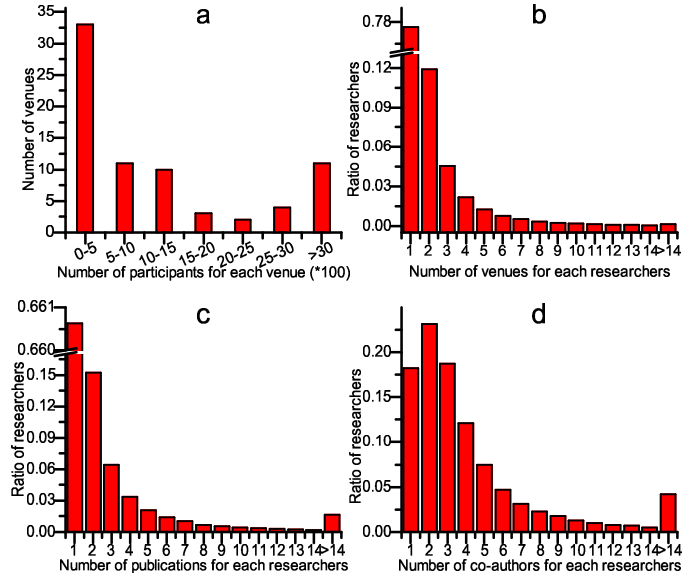 a
Number of venues
35
30
25
20
15
10
5
0
0-5 5-10 10-15 15-20 20-25 25-30 >30
Number of participants for each venue (*100)
b
Ratio of researchers
0.78
0.12
0.09
0.06
0.03
0.00
1 2 3 4 5 6 7 8 9 10 11 12 13 14 >14
Number of venues for each researchers
c
Ratio of researchers
0.661
0.660
0.15
0.12
0.09
0.06
0.03
0.00
1 2 3 4 5 6 7 8 9 10 11 12 13 14 >14
Number of publications for each researchers
d
Ratio of researchers
0.20
0.15
0.10
0.05
0.00
1 2 3 4 5 6 7 8 9 10 11 12 13 14 >14
Number of co-authors for each researchers